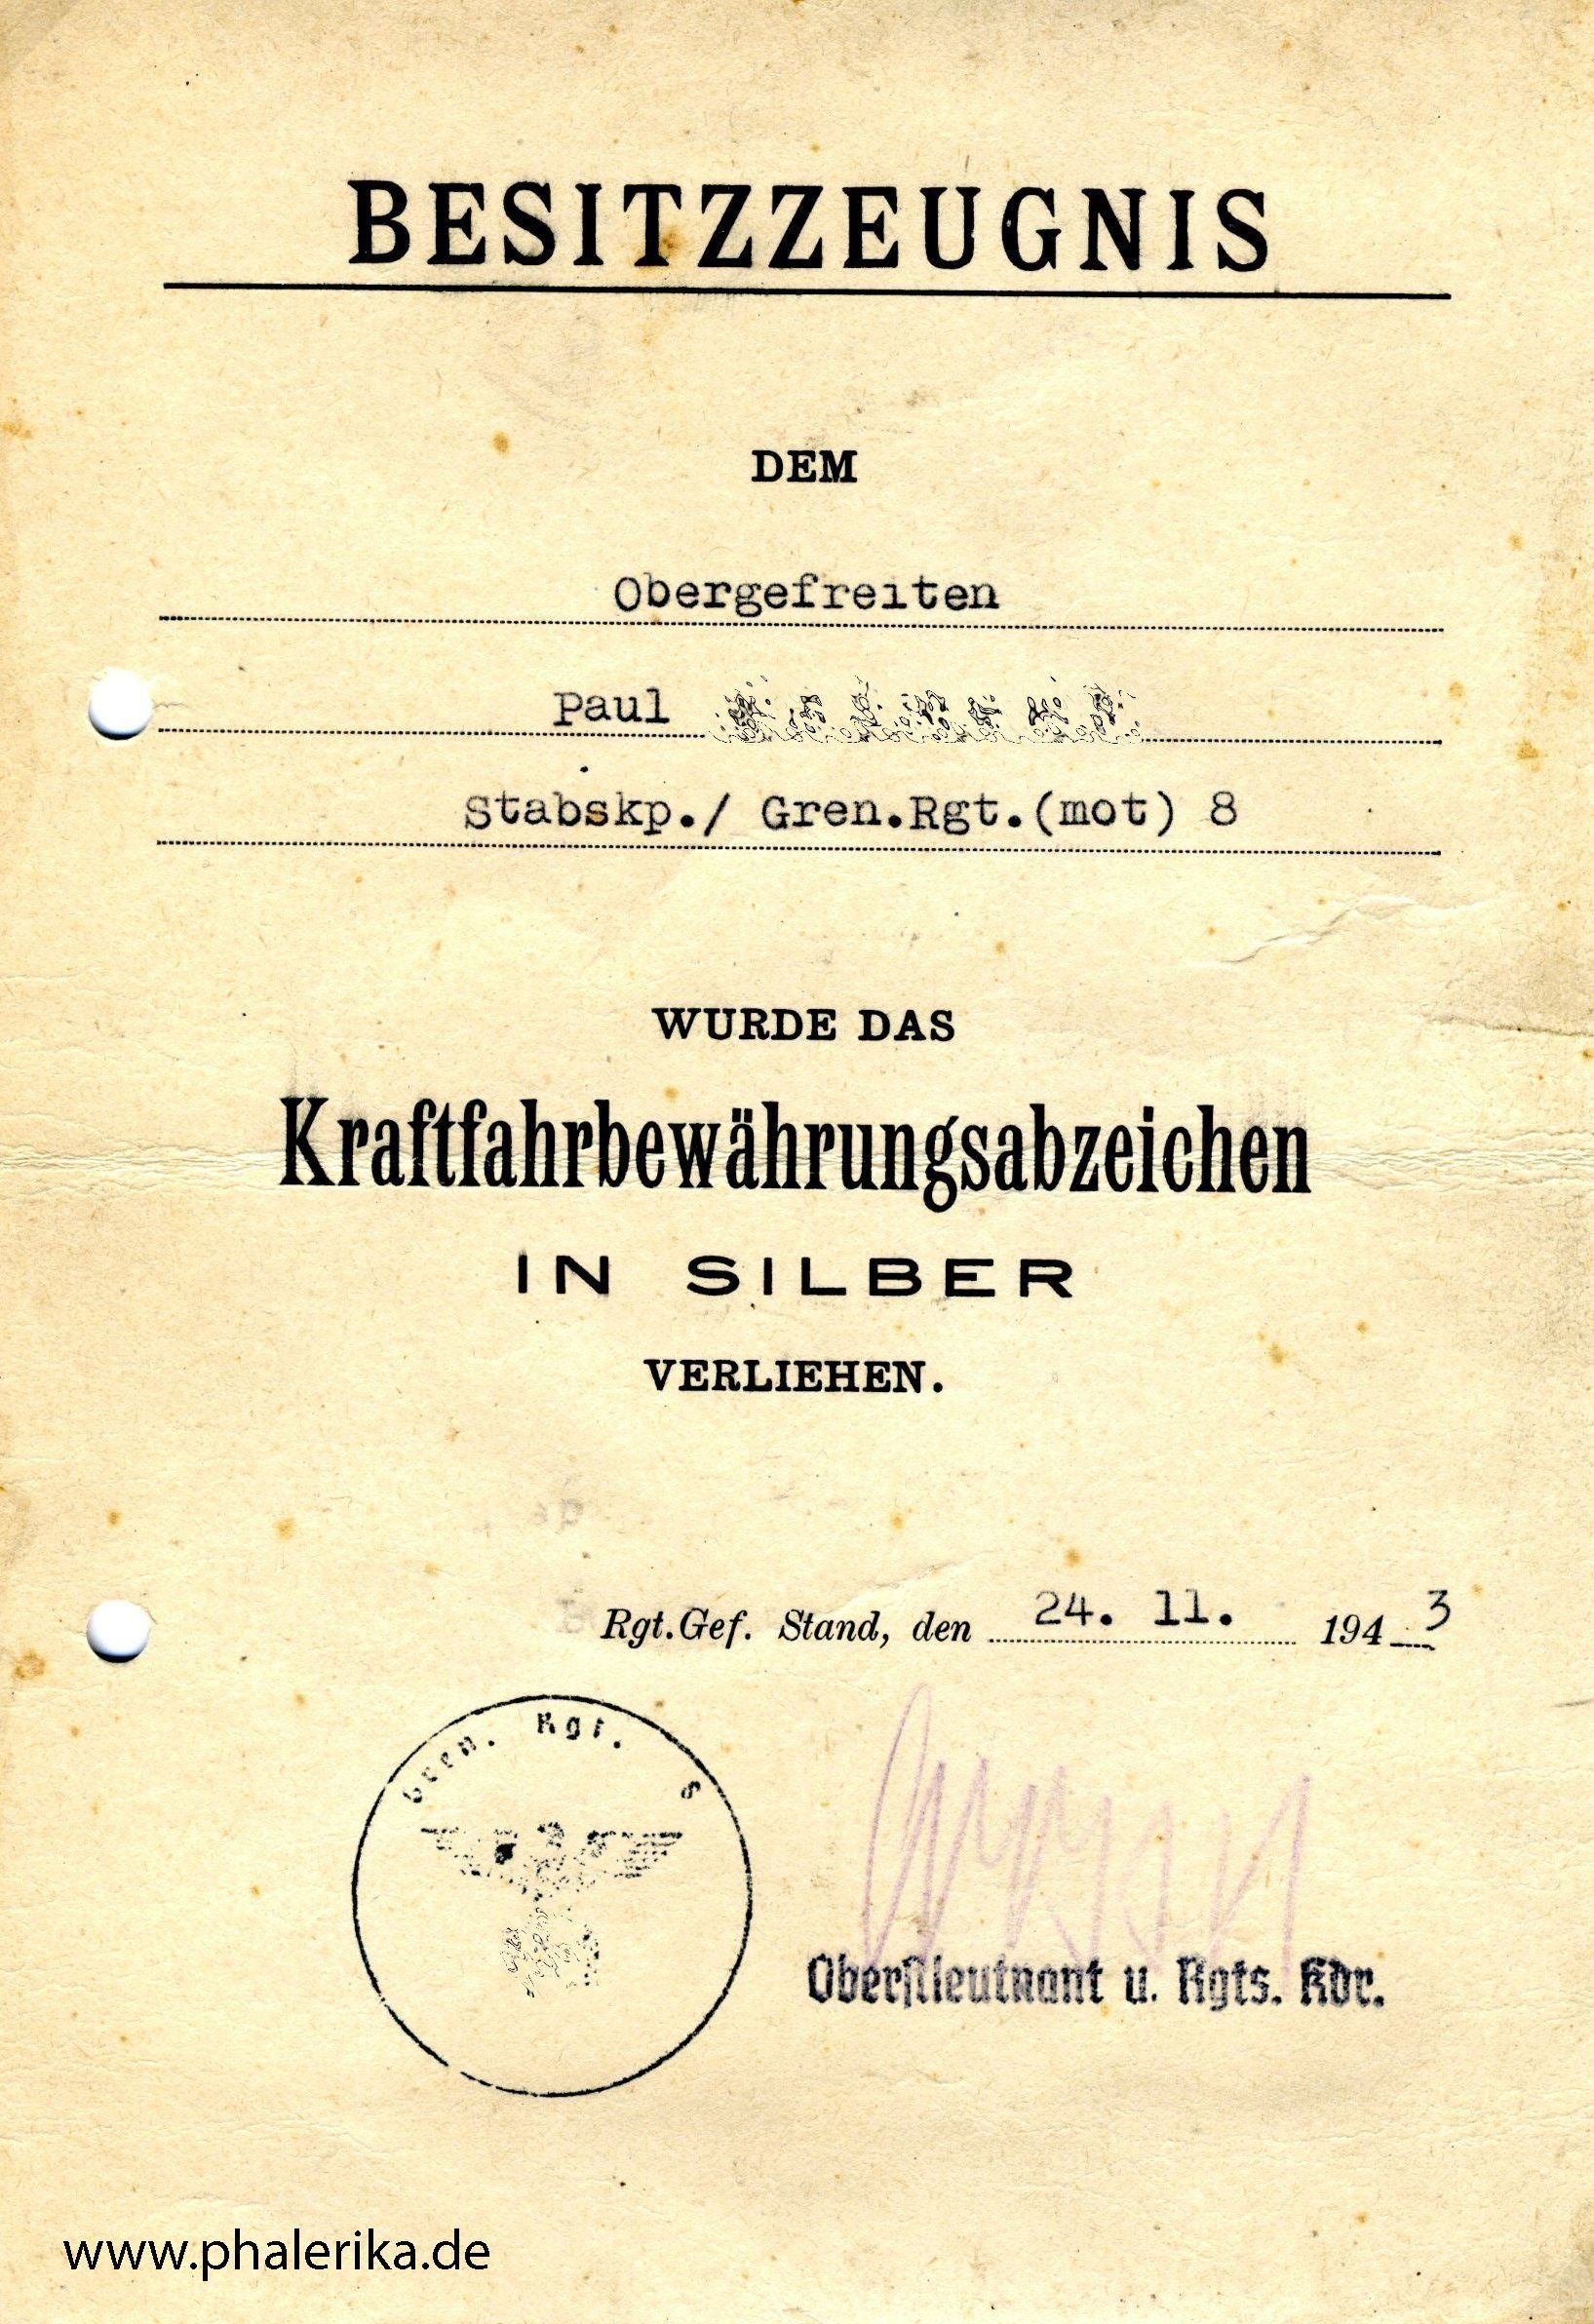 BESITZZEUGNIS
DEM
Obergefreiten
Paul
Stabskp./ Gren.Rgt.(mot) 8
WURDE DAS
Kraftfahrbewährungsabzeichen
IN SILBER
VERLIEHEN.
Rgt.Gef. Stand, den 24. 11. 1943
Gren. Rgt. 8
Oberstleutnant u. Rgts. Kdr.
www.phalerika.de